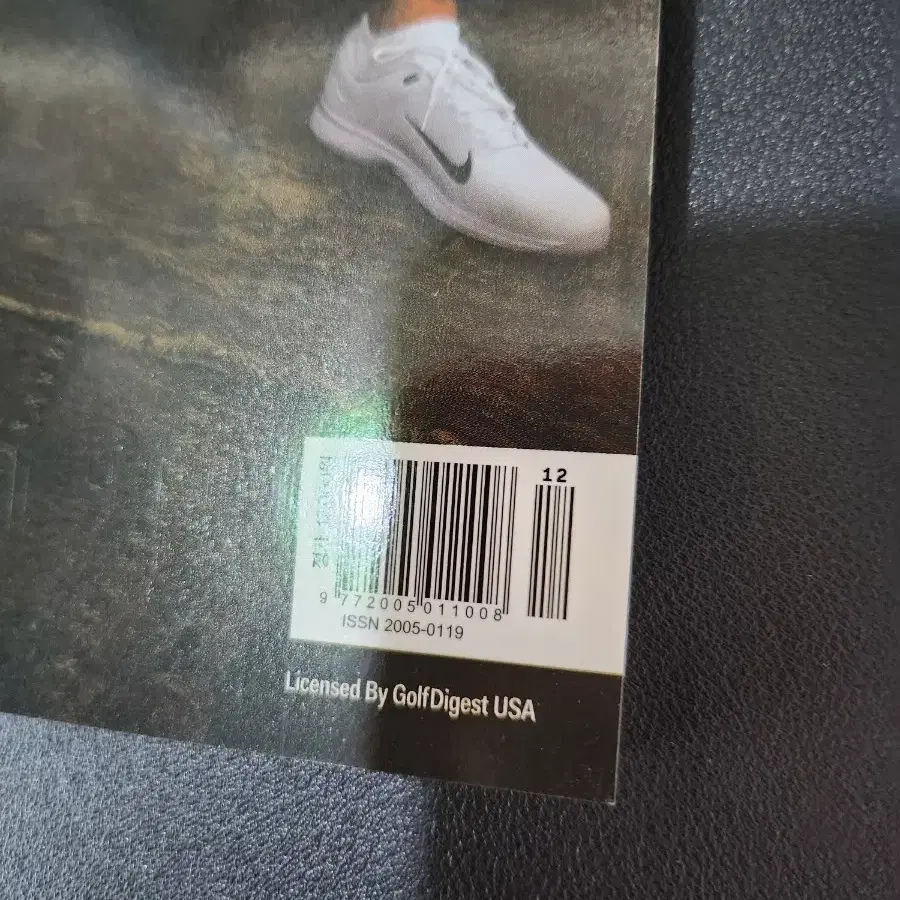 12
9 772005 011008
ISSN 2005-0119
Licensed By GolfDigest USA